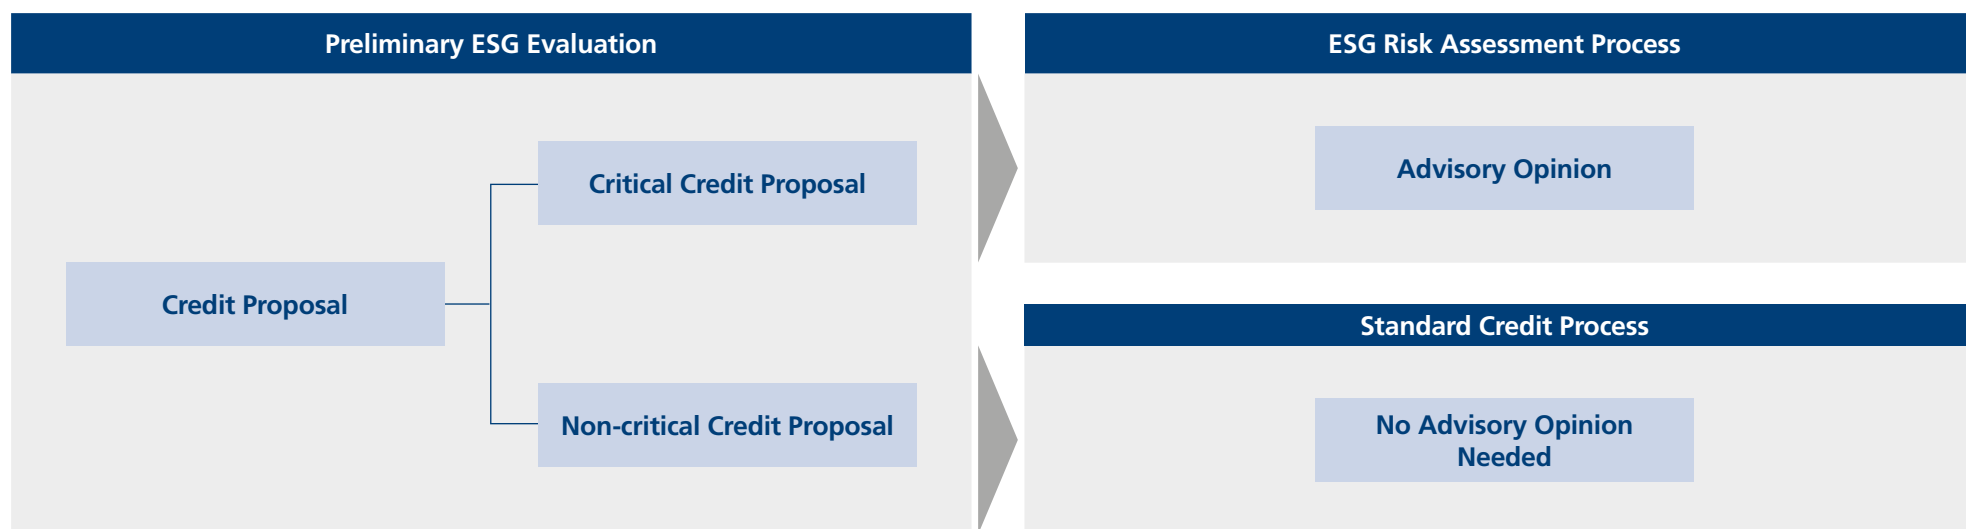 Preliminary ESG Evaluation
Credit Proposal
Critical Credit Proposal
Non-critical Credit Proposal
ESG Risk Assessment Process
Advisory Opinion
Standard Credit Process
No Advisory Opinion
Needed